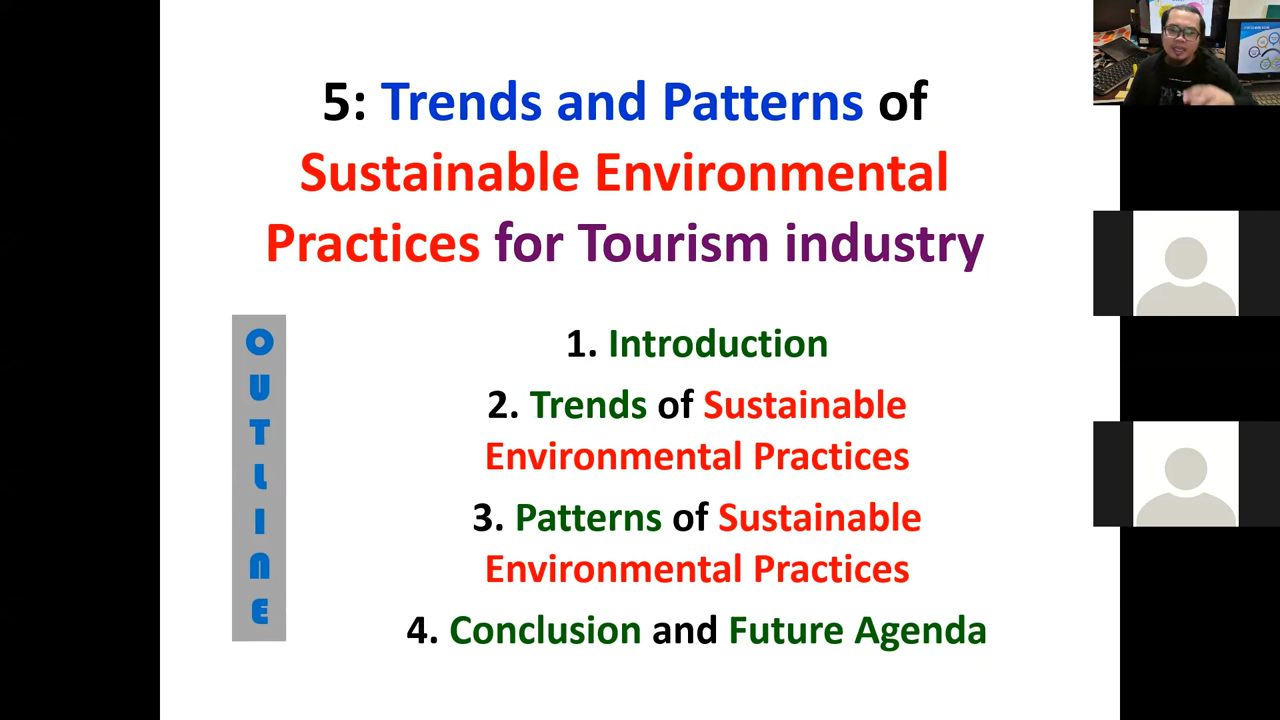 5: Trends and Patterns of
Sustainable Environmental
Practices for Tourism industry
OUTLINE
1. Introduction
2. Trends of Sustainable
Environmental Practices
3. Patterns of Sustainable
Environmental Practices
4. Conclusion and Future Agenda